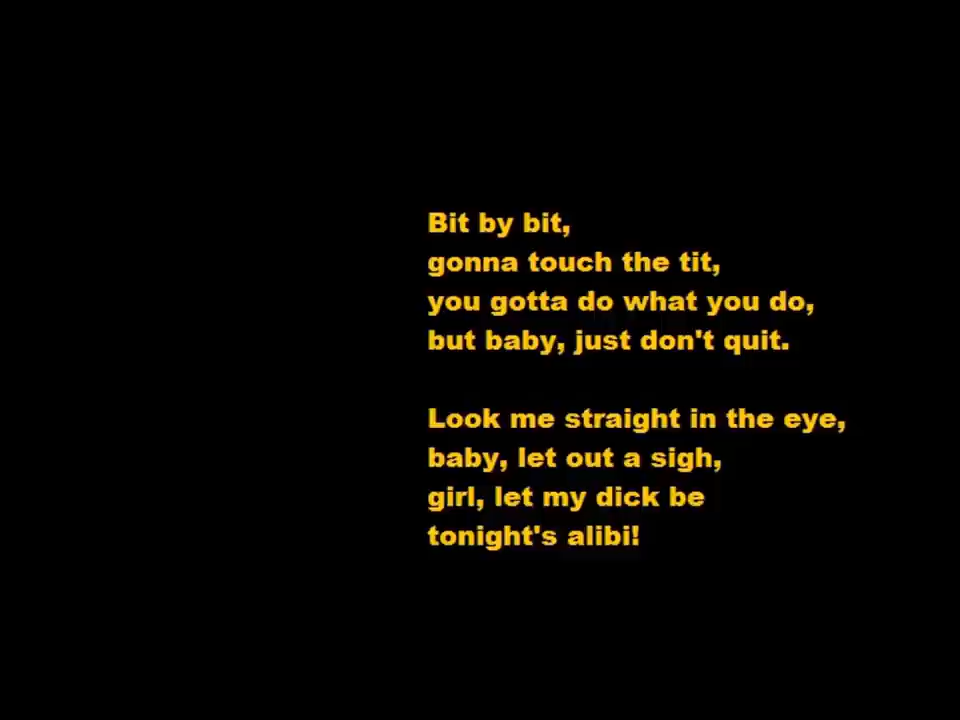 Bit by bit,
gonna touch the tit,
you gotta do what you do,
but baby, just don't quit.
Look me straight in the eye,
baby, let out a sigh,
girl, let my dick be
tonight's alibi!